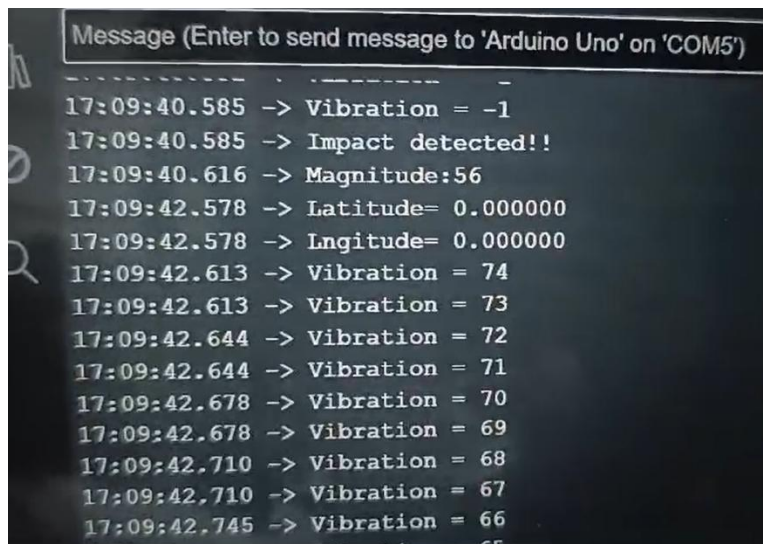 Message (Enter to send message to 'Arduino Uno' on 'COM5')
17:09:40.585 -> Vibration = -1
17:09:40.585 -> Impact detected!!
17:09:40.616 -> Magnitude:56
17:09:42.578 -> Latitude= 0.000000
17:09:42.578 -> Lngitude= 0.000000
17:09:42.613 -> Vibration = 74
17:09:42.613 -> Vibration = 73
17:09:42.644 -> Vibration = 72
17:09:42.644 -> Vibration = 71
17:09:42.678 -> Vibration = 70
17:09:42.678 -> Vibration = 69
17:09:42.710 -> Vibration = 68
17:09:42.710 -> Vibration = 67
17:09:42.745 -> Vibration = 66